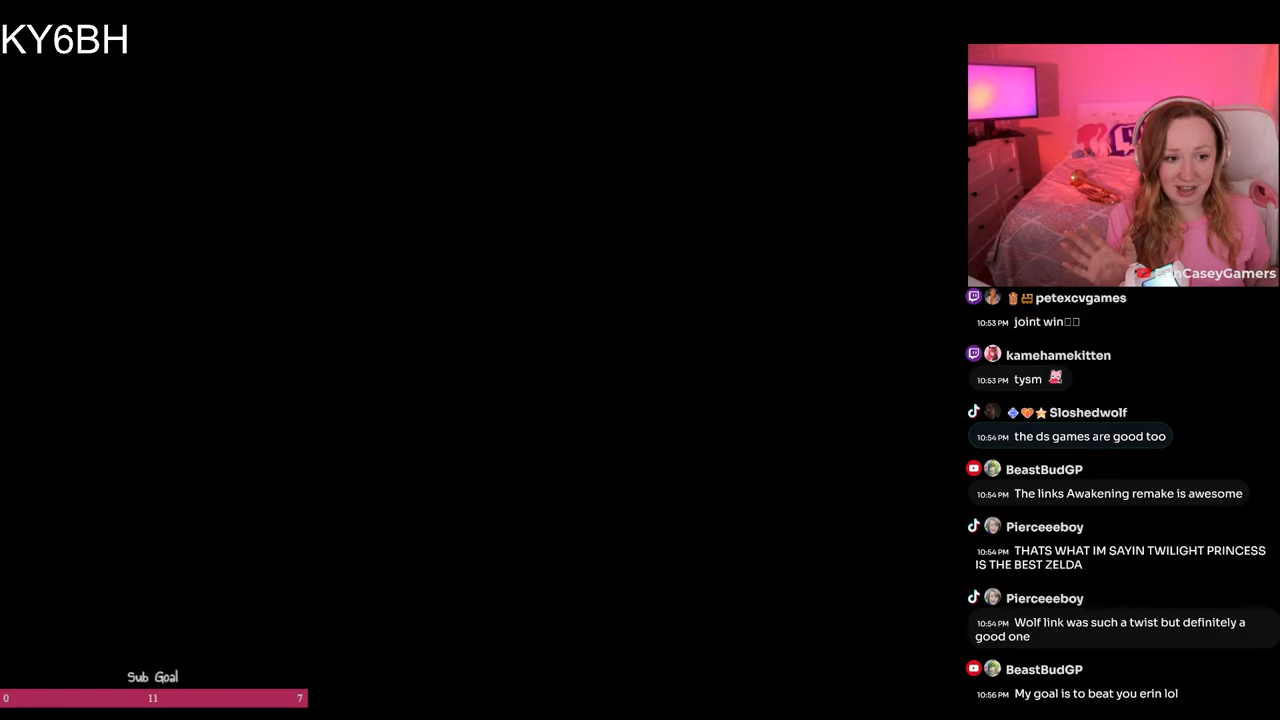 KY6BH
CaseyGamers
petexcvgames
10:53 PM joint win
kamehamekitten
10:53 PM tysm
Sloshedwolf
10:54 PM the ds games are good too
BeastBudGP
10:54 PM The links Awakening remake is awesome
Pierceeeboy
10:54 PM THATS WHAT IM SAYIN TWILIGHT PRINCESS
IS THE BEST ZELDA
Pierceeeboy
10:54 PM Wolf link was such a twist but definitely a
good one
BeastBudGP
10:56 PM My goal is to beat you erin lol
Sub Goal
0 11 7